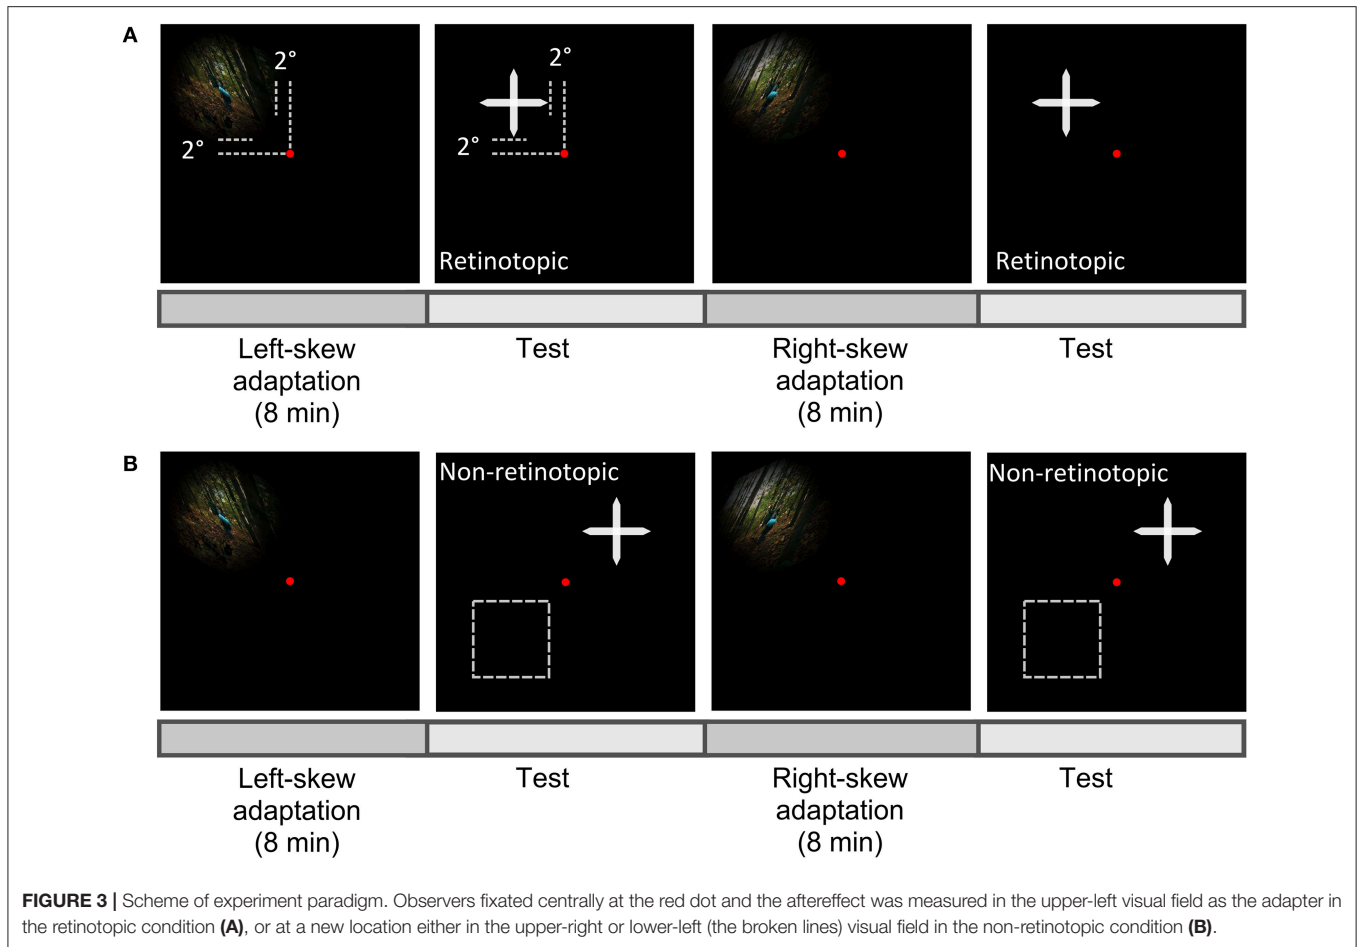 A
2°
2°
2°
2°
Retinotopic
Retinotopic
Left-skew
adaptation
(8 min)
Test
Right-skew
adaptation
(8 min)
Test
B
Non-retinotopic
Non-retinotopic
Left-skew
adaptation
(8 min)
Test
Right-skew
adaptation
(8 min)
Test
FIGURE 3 | Scheme of experiment paradigm. Observers fixated centrally at the red dot and the aftereffect was measured in the upper-left visual field as the adapter in
the retinotopic condition (A), or at a new location either in the upper-right or lower-left (the broken lines) visual field in the non-retinotopic condition (B).